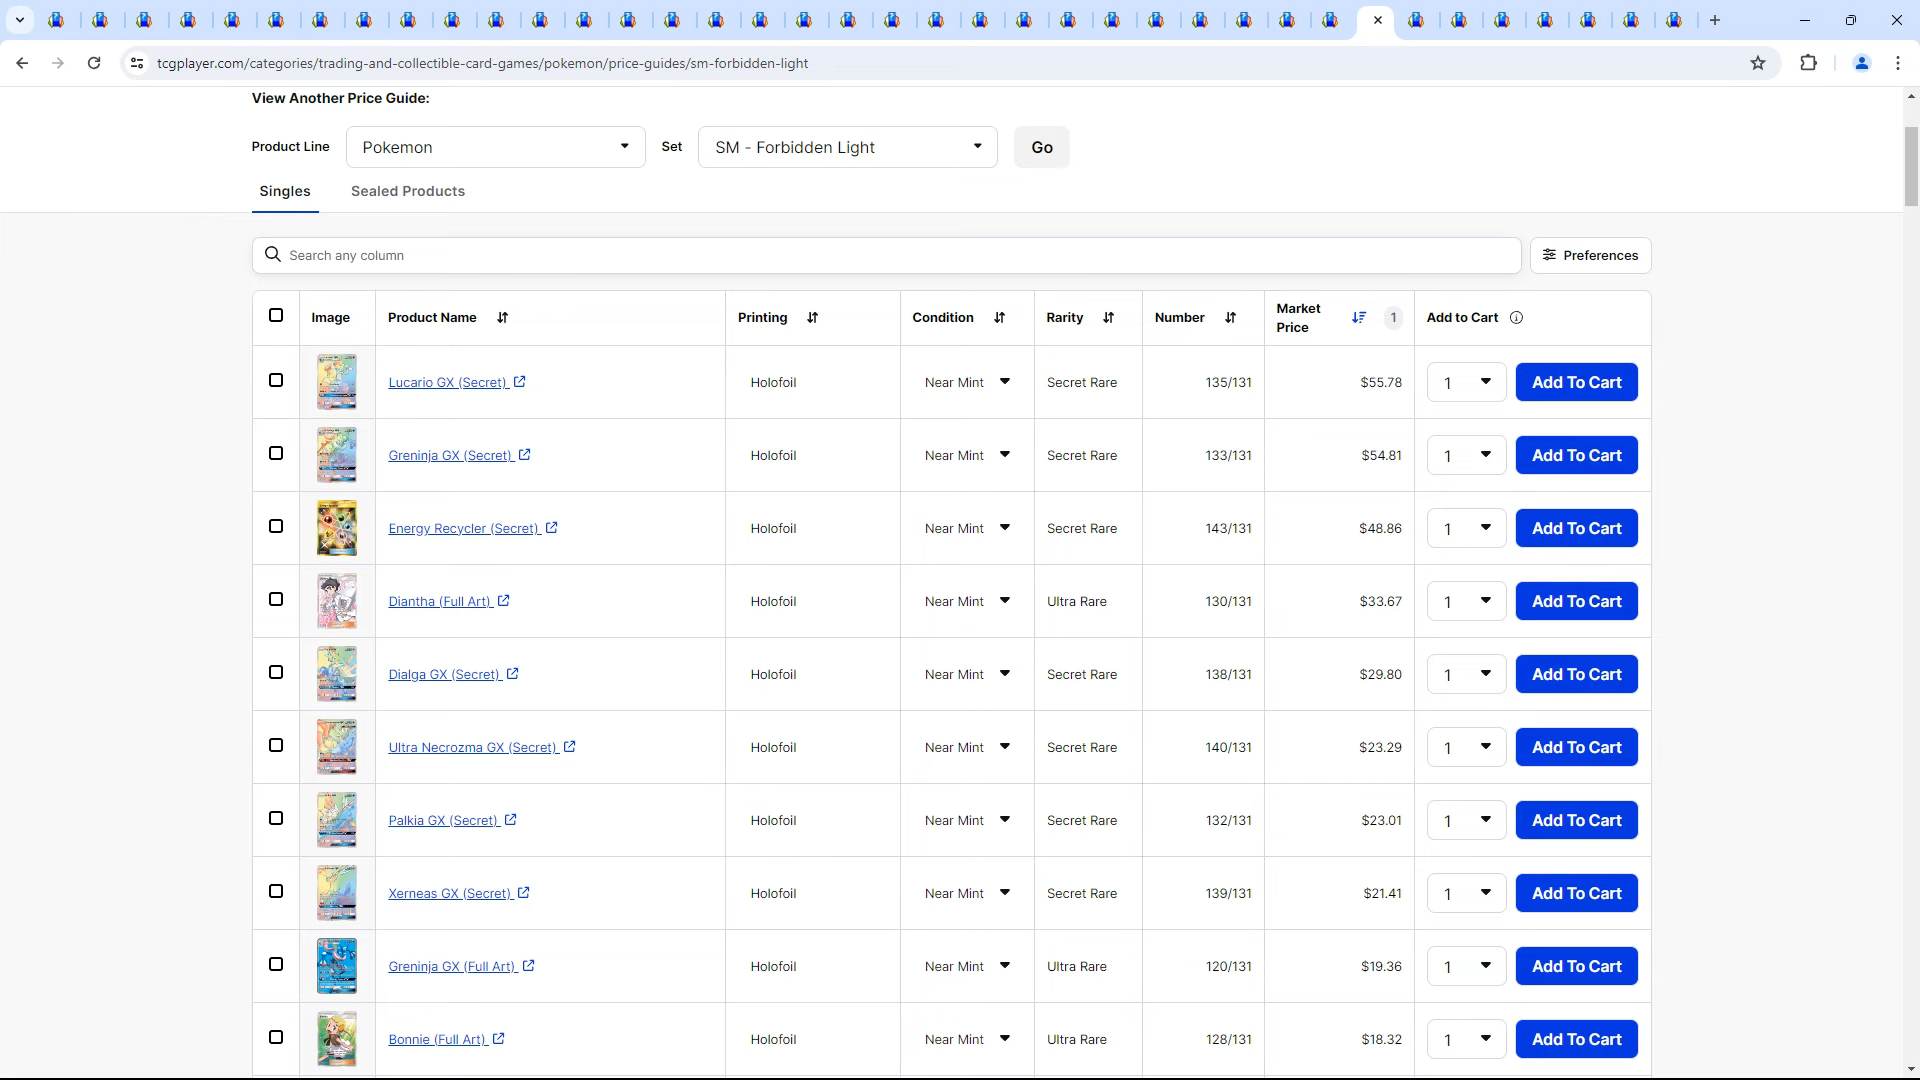 tcgplayer.com/categories/trading-and-collectible-card-games/pokemon/price-guides/sm-forbidden-light
View Another Price Guide:
Product Line Pokemon Set SM - Forbidden Light Go
Singles Sealed Products
Search any column Preferences
Image Product Name Printing Condition Rarity Number Market Price 1 Add to Cart
Lucario GX (Secret) Holofoil Near Mint Secret Rare 135/131 $55.78 1 Add To Cart
Greninja GX (Secret) Holofoil Near Mint Secret Rare 133/131 $54.81 1 Add To Cart
Energy Recycler (Secret) Holofoil Near Mint Secret Rare 143/131 $48.86 1 Add To Cart
Diantha (Full Art) Holofoil Near Mint Ultra Rare 130/131 $33.67 1 Add To Cart
Dialga GX (Secret) Holofoil Near Mint Secret Rare 138/131 $29.80 1 Add To Cart
Ultra Necrozma GX (Secret) Holofoil Near Mint Secret Rare 140/131 $23.29 1 Add To Cart
Palkia GX (Secret) Holofoil Near Mint Secret Rare 132/131 $23.01 1 Add To Cart
Xerneas GX (Secret) Holofoil Near Mint Secret Rare 139/131 $21.41 1 Add To Cart
Greninja GX (Full Art) Holofoil Near Mint Ultra Rare 120/131 $19.36 1 Add To Cart
Bonnie (Full Art) Holofoil Near Mint Ultra Rare 128/131 $18.32 1 Add To Cart